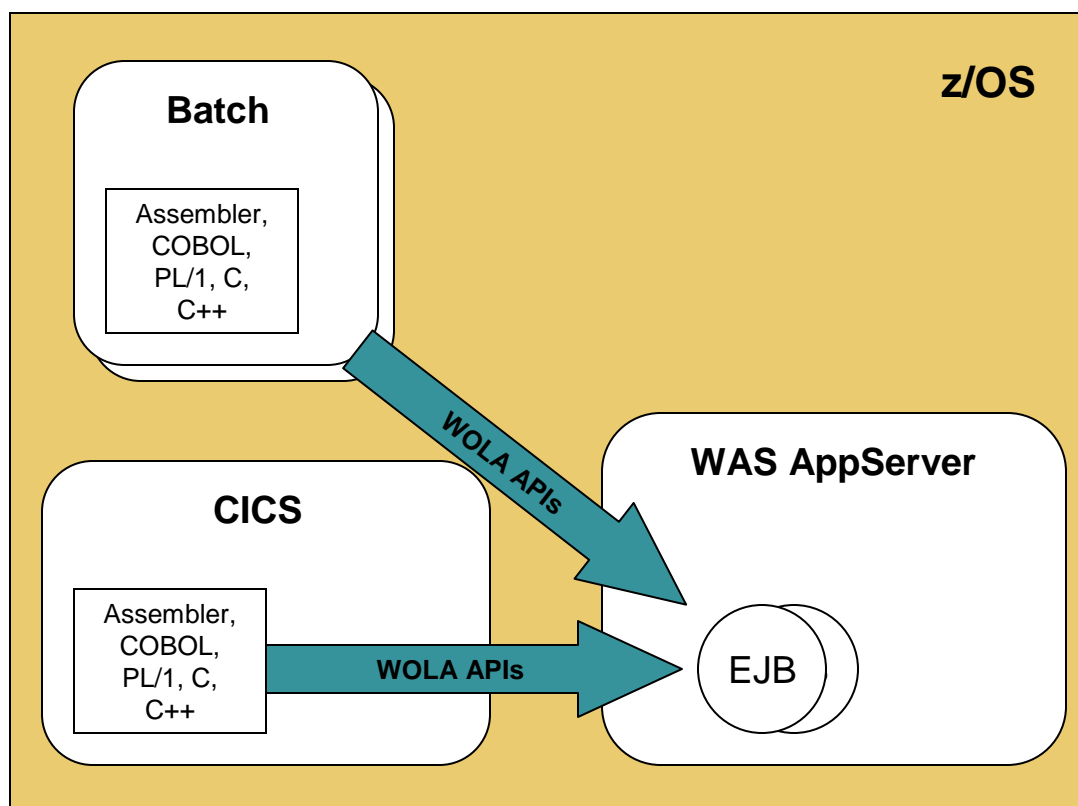 z/OS
Batch
Assembler,
COBOL,
PL/1, C,
C++
WOLA APIs
WAS AppServer
CICS
Assembler,
COBOL,
PL/1, C,
C++
WOLA APIs
EJB